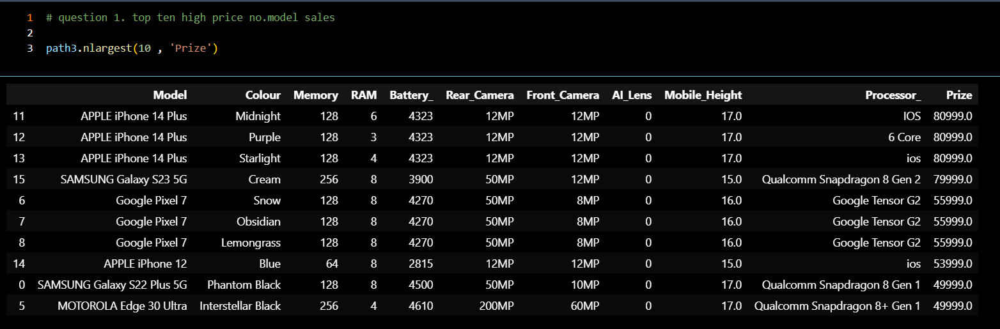 1 # question 1. top ten high price no.model sales
2
3 path3.nlargest(10 , 'Prize')
Model Colour Memory RAM Battery_ Rear_Camera Front_Camera AI_Lens Mobile_Height Processor_ Prize
11 APPLE iPhone 14 Plus Midnight 128 6 4323 12MP 12MP 0 17.0 IOS 80999.0
12 APPLE iPhone 14 Plus Purple 128 3 4323 12MP 12MP 0 17.0 6 Core 80999.0
13 APPLE iPhone 14 Plus Starlight 128 4 4323 12MP 12MP 0 17.0 ios 80999.0
15 SAMSUNG Galaxy S23 5G Cream 256 8 3900 50MP 12MP 0 15.0 Qualcomm Snapdragon 8 Gen 2 79999.0
6 Google Pixel 7 Snow 128 8 4270 50MP 8MP 0 16.0 Google Tensor G2 55999.0
7 Google Pixel 7 Obsidian 128 8 4270 50MP 8MP 0 16.0 Google Tensor G2 55999.0
8 Google Pixel 7 Lemongrass 128 8 4270 50MP 8MP 0 16.0 Google Tensor G2 55999.0
14 APPLE iPhone 12 Blue 64 8 2815 12MP 12MP 0 15.0 ios 53999.0
0 SAMSUNG Galaxy S22 Plus 5G Phantom Black 128 8 4500 50MP 10MP 0 17.0 Qualcomm Snapdragon 8 Gen 1 49999.0
5 MOTOROLA Edge 30 Ultra Interstellar Black 256 4 4610 200MP 60MP 0 17.0 Qualcomm Snapdragon 8+ Gen 1 49999.0